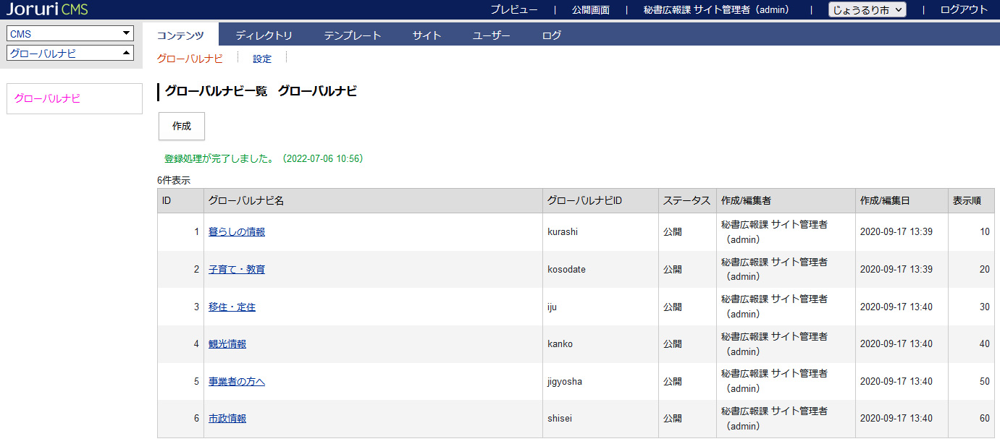 Joruri CMS プレビュー | 公開画面 | 秘書広報課 サイト管理者（admin） | じょうるり市 | ログアウト
CMS
グローバルナビ
コンテンツ ディレクトリ テンプレート サイト ユーザー ログ
グローバルナビ 設定
グローバルナビ
グローバルナビ一覧 グローバルナビ
作成
登録処理が完了しました。（2022-07-06 10:56）
6件表示
ID グローバルナビ名 グローバルナビID ステータス 作成/編集者 作成/編集日 表示順
1 暮らしの情報 kurashi 公開 秘書広報課 サイト管理者（admin） 2020-09-17 13:39 10
2 子育て・教育 kosodate 公開 秘書広報課 サイト管理者（admin） 2020-09-17 13:39 20
3 移住・定住 iju 公開 秘書広報課 サイト管理者（admin） 2020-09-17 13:40 30
4 観光情報 kanko 公開 秘書広報課 サイト管理者（admin） 2020-09-17 13:40 40
5 事業者の方へ jigyosha 公開 秘書広報課 サイト管理者（admin） 2020-09-17 13:40 50
6 市政情報 shisei 公開 秘書広報課 サイト管理者（admin） 2020-09-17 13:40 60